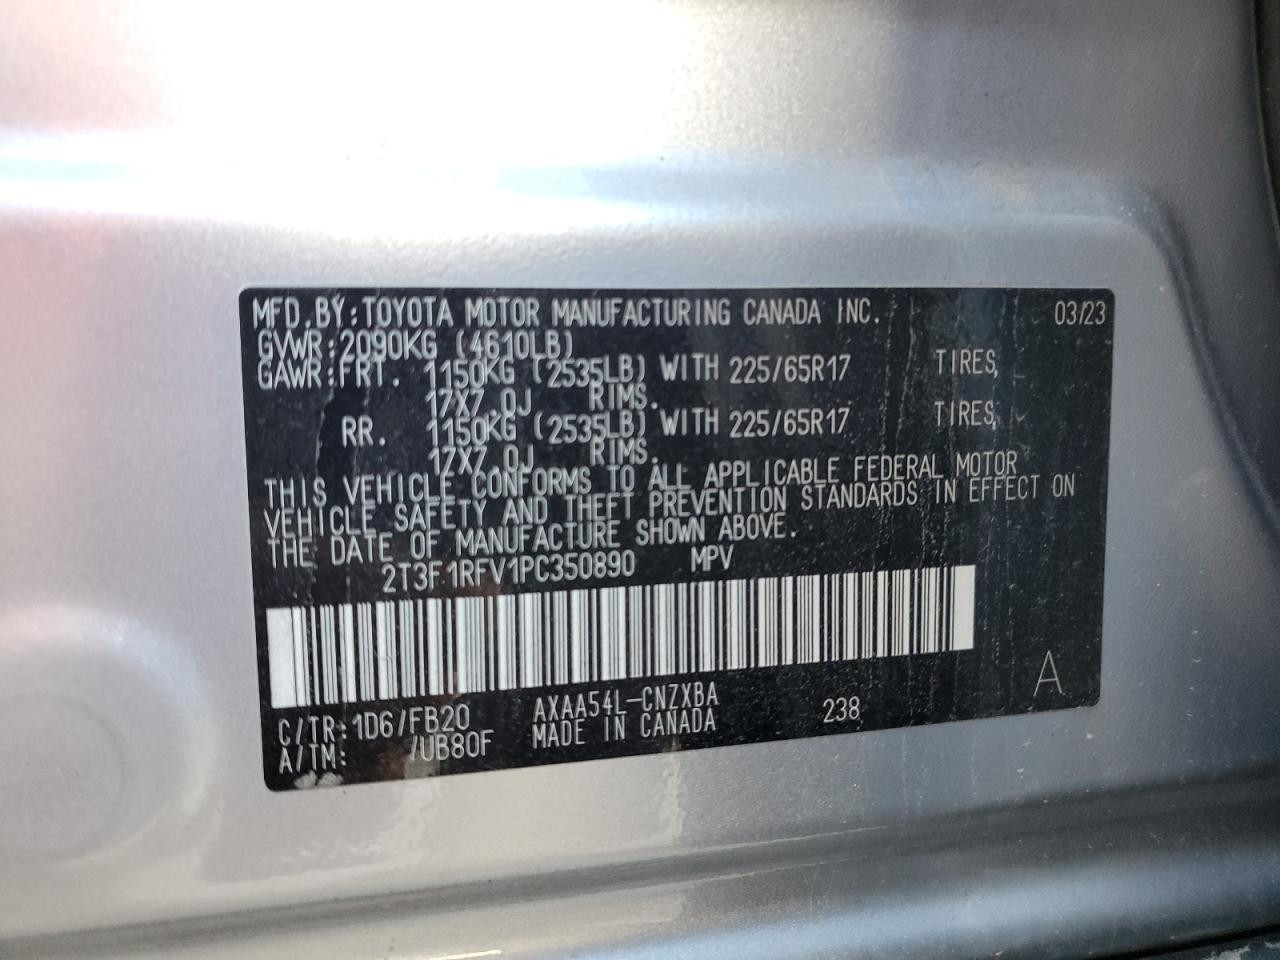 MFD.BY:TOYOTA MOTOR MANUFACTURING CANADA INC. 03/23
GVWR:2090KG (4610LB)
GAWR:FRT. 1150KG (2535LB) WITH 225/65R17 TIRES,
17X7.0J RIMS.
RR. 1150KG (2535LB) WITH 225/65R17 TIRES,
17X7.0J RIMS.
THIS VEHICLE CONFORMS TO ALL APPLICABLE FEDERAL MOTOR
VEHICLE SAFETY AND THEFT PREVENTION STANDARDS IN EFFECT ON
THE DATE OF MANUFACTURE SHOWN ABOVE.
2T3F1RFV1PC350890 MPV
A
C/TR:1D6/FB20 AXAA54L-CNZXBA 238
A/TM: /UB80F MADE IN CANADA